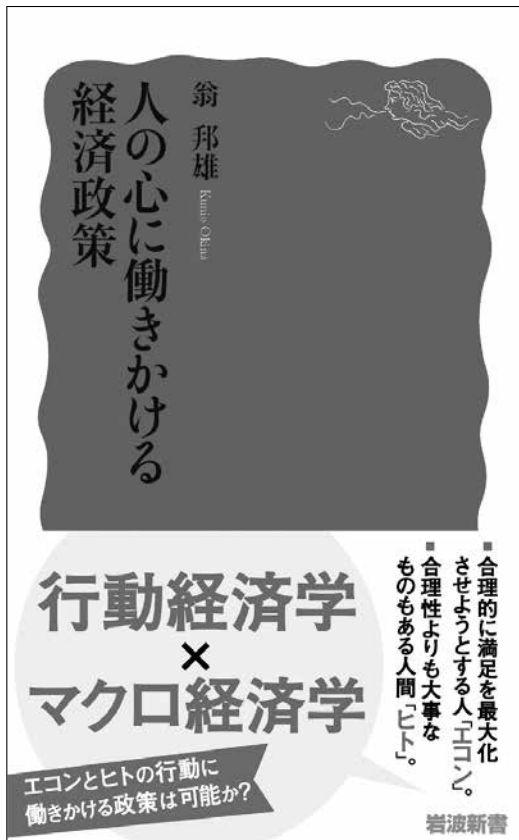 翁 邦雄 Kunio Okina
人の心に働きかける
経済政策
行動経済学
×
マクロ経済学
エコンとヒトの行動に
働きかける政策は可能か?
■合理的に満足を最大化
させようとする人「エコン」。
■合理性よりも大事な
ものもある人間「ヒト」。
岩波新書